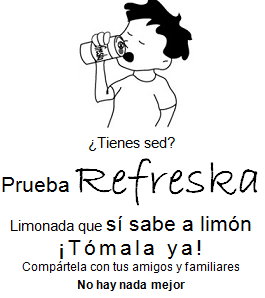 ¿Tienes sed?
Prueba Refreska
Limonada que sí sabe a limón
¡Tómala ya!
Compártela con tus amigos y familiares
No hay nada mejor